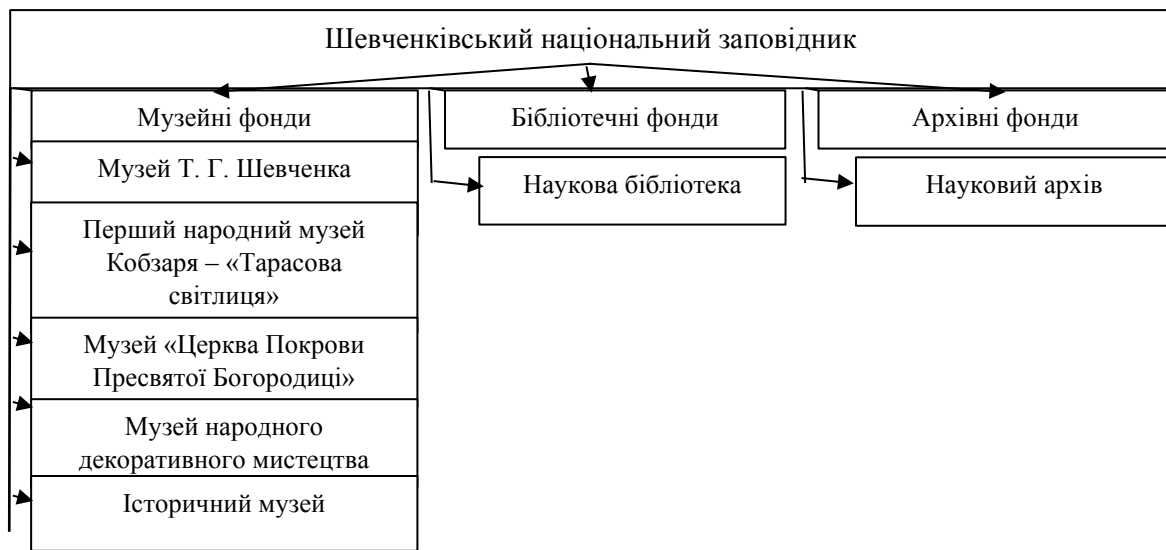 Шевченківський національний заповідник
Музейні фонди
Бібліотечні фонди
Архівні фонди
Музей Т. Г. Шевченка
Наукова бібліотека
Науковий архів
Перший народний музей
Кобзаря – «Тарасова
світлиця»
Музей «Церква Покрови
Пресвятої Богородиці»
Музей народного
декоративного мистецтва
Історичний музей